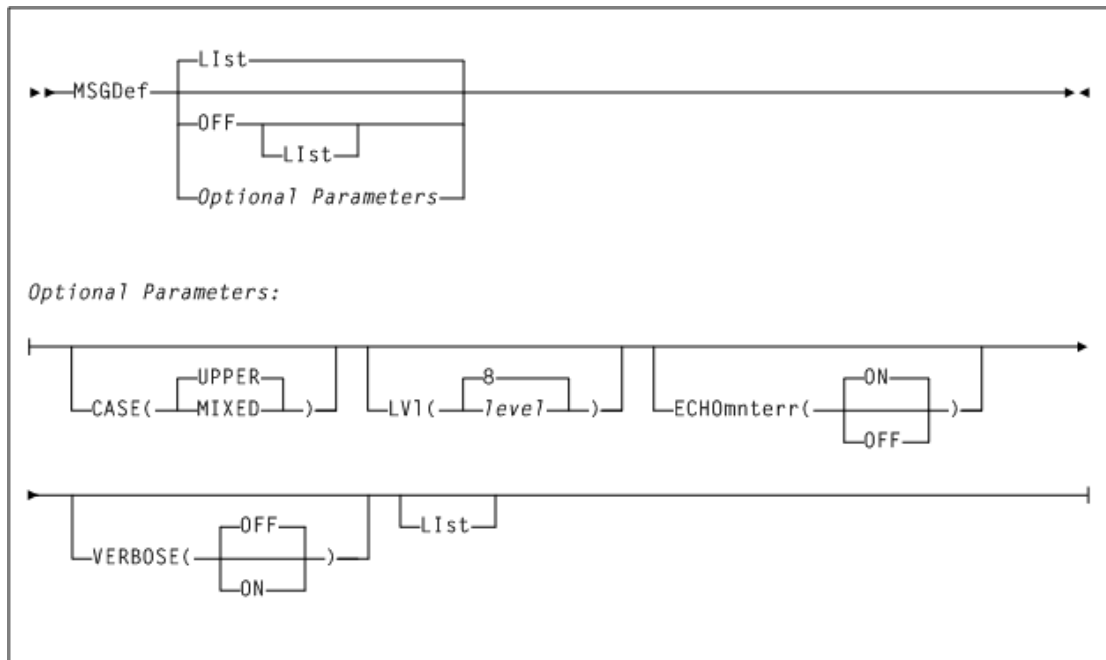 LIst
MSGDef
OFF
LIst
Optional Parameters
Optional Parameters:
UPPER
CASE( MIXED )
8
LVl( level )
ON
ECHOmnterr( )
OFF
OFF
VERBOSE( )
ON
LIst